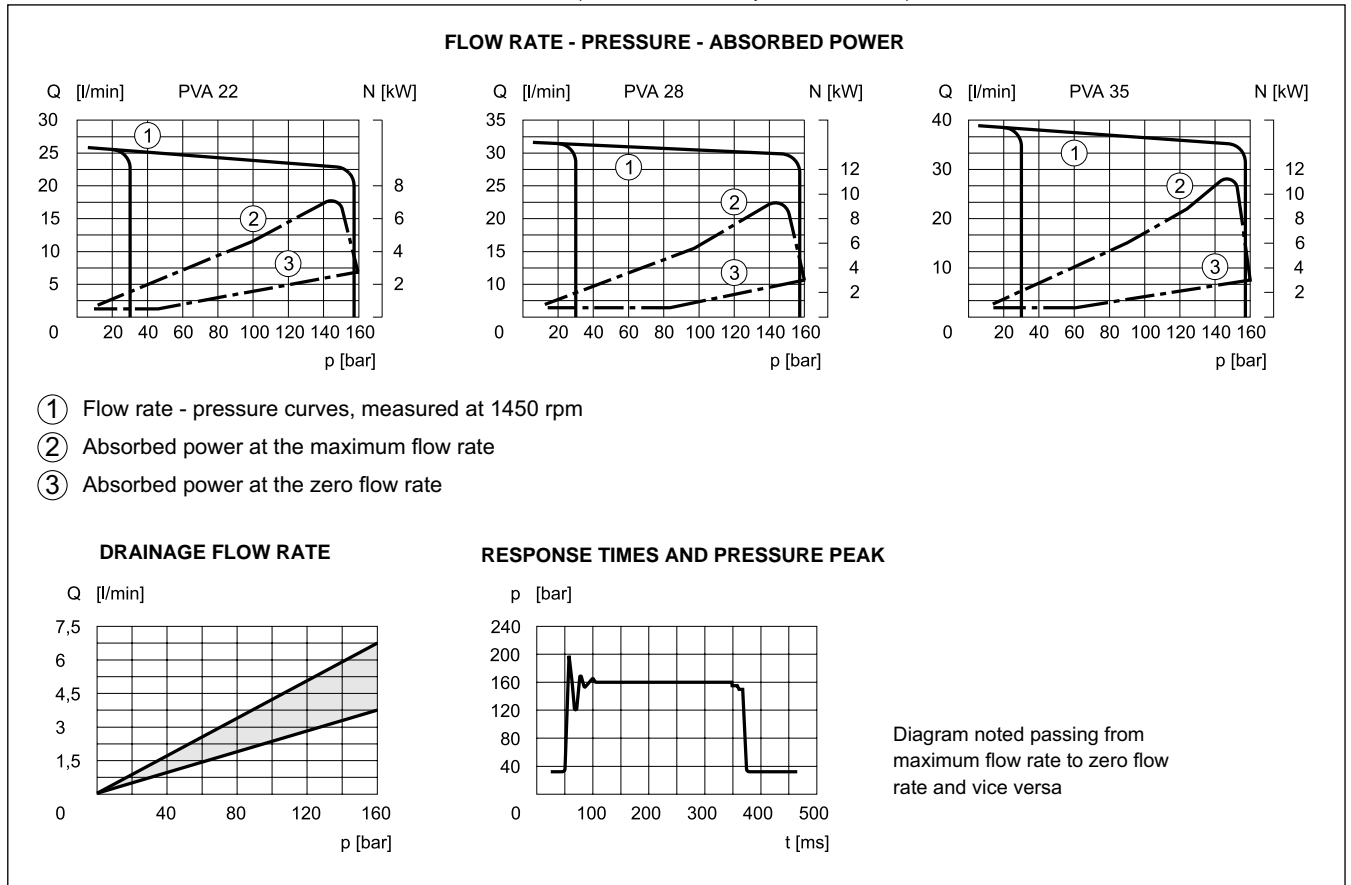 FLOW RATE - PRESSURE - ABSORBED POWER
Q [l/min] PVA 22 N [kW]
30
25
20
15
10
5
0
8
6
4
2
1
2
3
20 40 60 80 100 120 140 160
p [bar]
Q [l/min] PVA 28 N [kW]
35
30
25
20
15
10
0
12
10
8
6
4
2
1
2
3
20 40 60 80 100 120 140 160
p [bar]
Q [l/min] PVA 35 N [kW]
40
30
20
10
0
12
10
8
6
4
2
1
2
3
20 40 60 80 100 120 140 160
p [bar]
1 Flow rate - pressure curves, measured at 1450 rpm
2 Absorbed power at the maximum flow rate
3 Absorbed power at the zero flow rate
DRAINAGE FLOW RATE
Q [l/min]
7,5
6
4,5
3
1,5
0
40 80 120 160
p [bar]
RESPONSE TIMES AND PRESSURE PEAK
p [bar]
240
200
160
120
80
40
0
100 200 300 400 500
t [ms]
Diagram noted passing from
maximum flow rate to zero flow
rate and vice versa